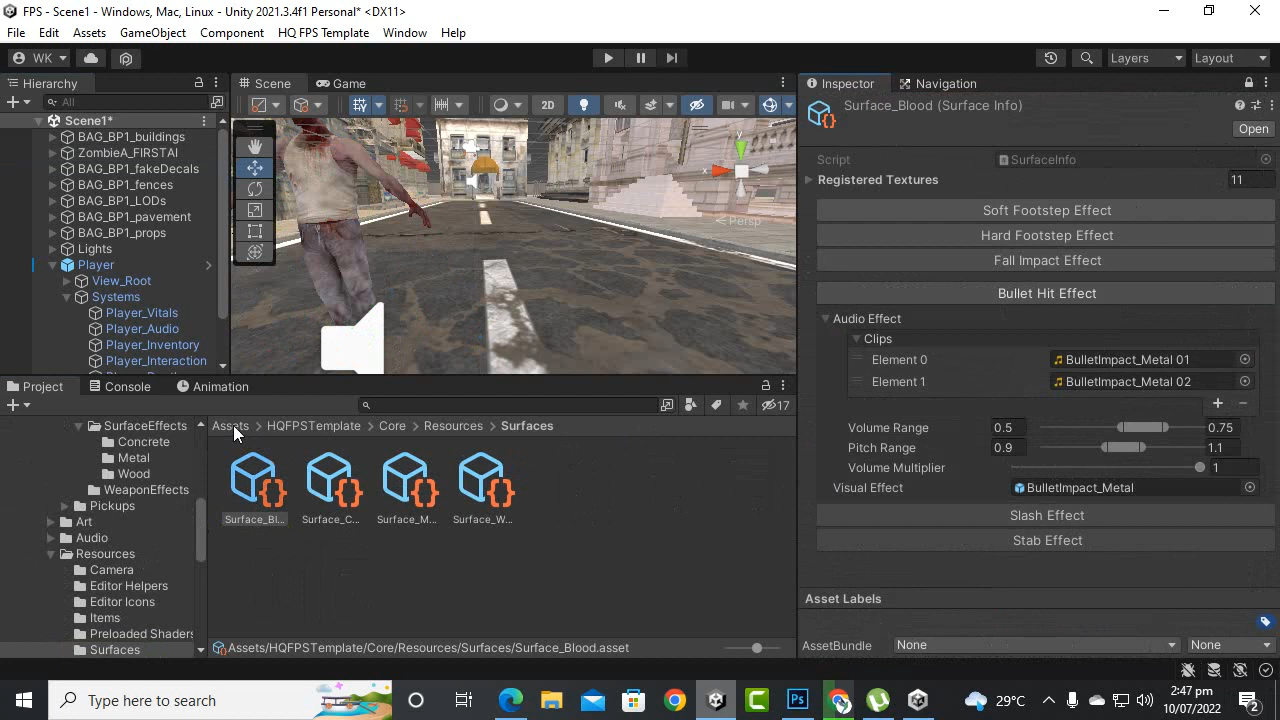 FPS - Scene1 - Windows, Mac, Linux - Unity 2021.3.4f1 Personal* <DX11>
File Edit Assets GameObject Component HQ FPS Template Window Help
WK Layers Layout
Hierarchy
All
Scene1*
BAG_BP1_buildings
ZombieA_FIRSTAI
BAG_BP1_fakeDecals
BAG_BP1_fences
BAG_BP1_LODs
BAG_BP1_pavement
BAG_BP1_props
Lights
Player
View_Root
Systems
Player_Vitals
Player_Audio
Player_Inventory
Player_Interaction
Scene Game
2D
y
x
Persp
Inspector Navigation
Surface_Blood (Surface Info)
Open
Script SurfaceInfo
Registered Textures 11
Soft Footstep Effect
Hard Footstep Effect
Fall Impact Effect
Bullet Hit Effect
Audio Effect
Clips
Element 0 BulletImpact_Metal 01
Element 1 BulletImpact_Metal 02
Volume Range 0.5 0.75
Pitch Range 0.9 1.1
Volume Multiplier 1
Visual Effect BulletImpact_Metal
Slash Effect
Stab Effect
Asset Labels
AssetBundle None None
Project Console Animation
17
SurfaceEffects
Concrete
Metal
Wood
WeaponEffects
Pickups
Art
Audio
Resources
Camera
Editor Helpers
Editor Icons
Items
Preloaded Shaders
Surfaces
Assets > HQFPSTemplate > Core > Resources > Surfaces
Surface_Bl... Surface_C... Surface_M... Surface_W...
Assets/HQFPSTemplate/Core/Resources/Surfaces/Surface_Blood.asset
Type here to search
29°C
2:47 pm
10/07/2022
2